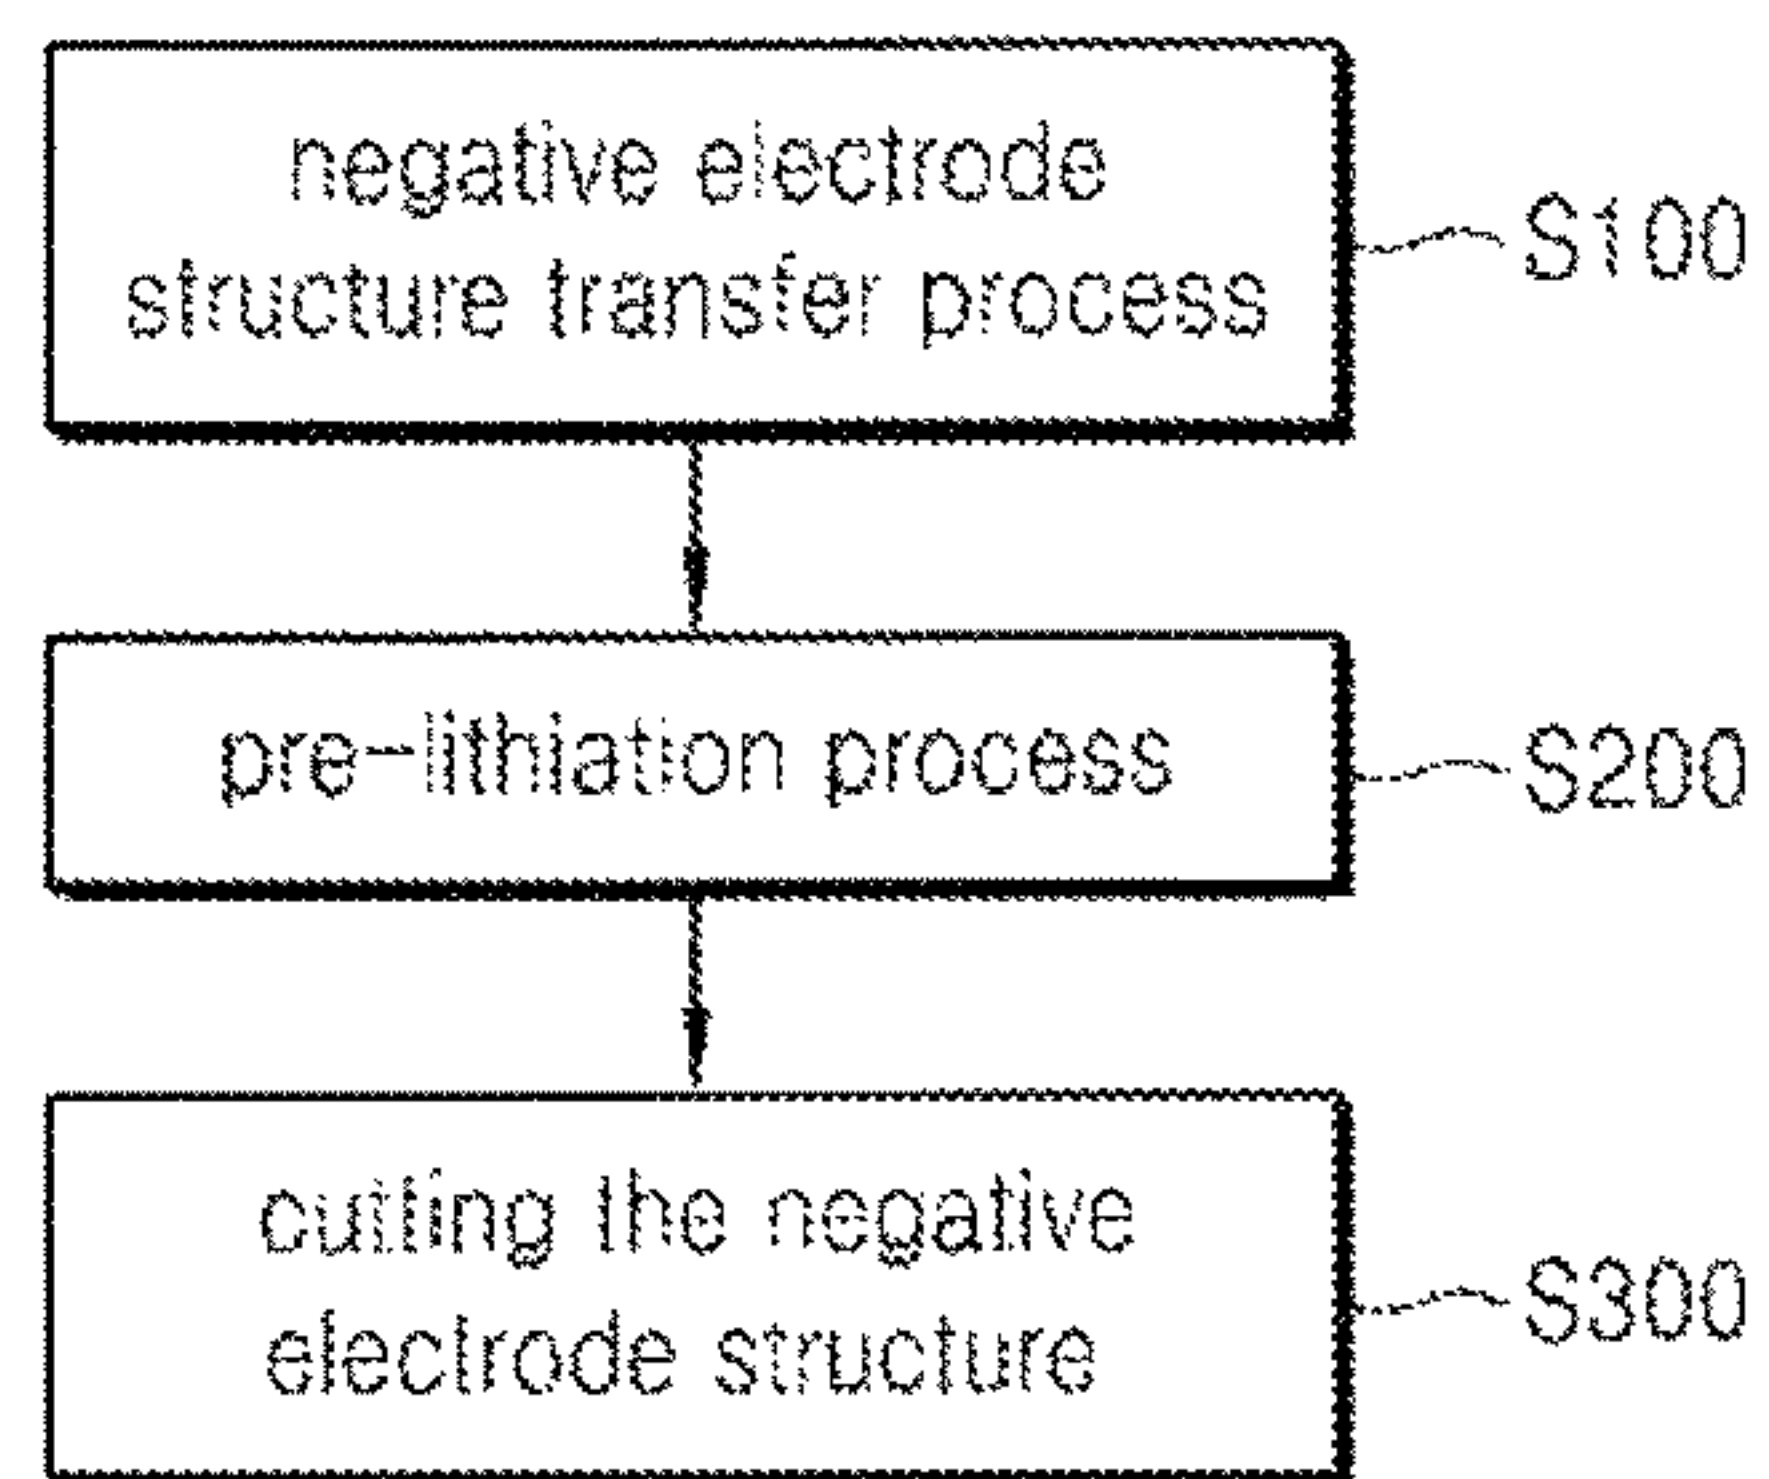 negative electrode
structure transfer process
S100
pre-lithiation process
S200
cutting the negative
electrode structure
S300